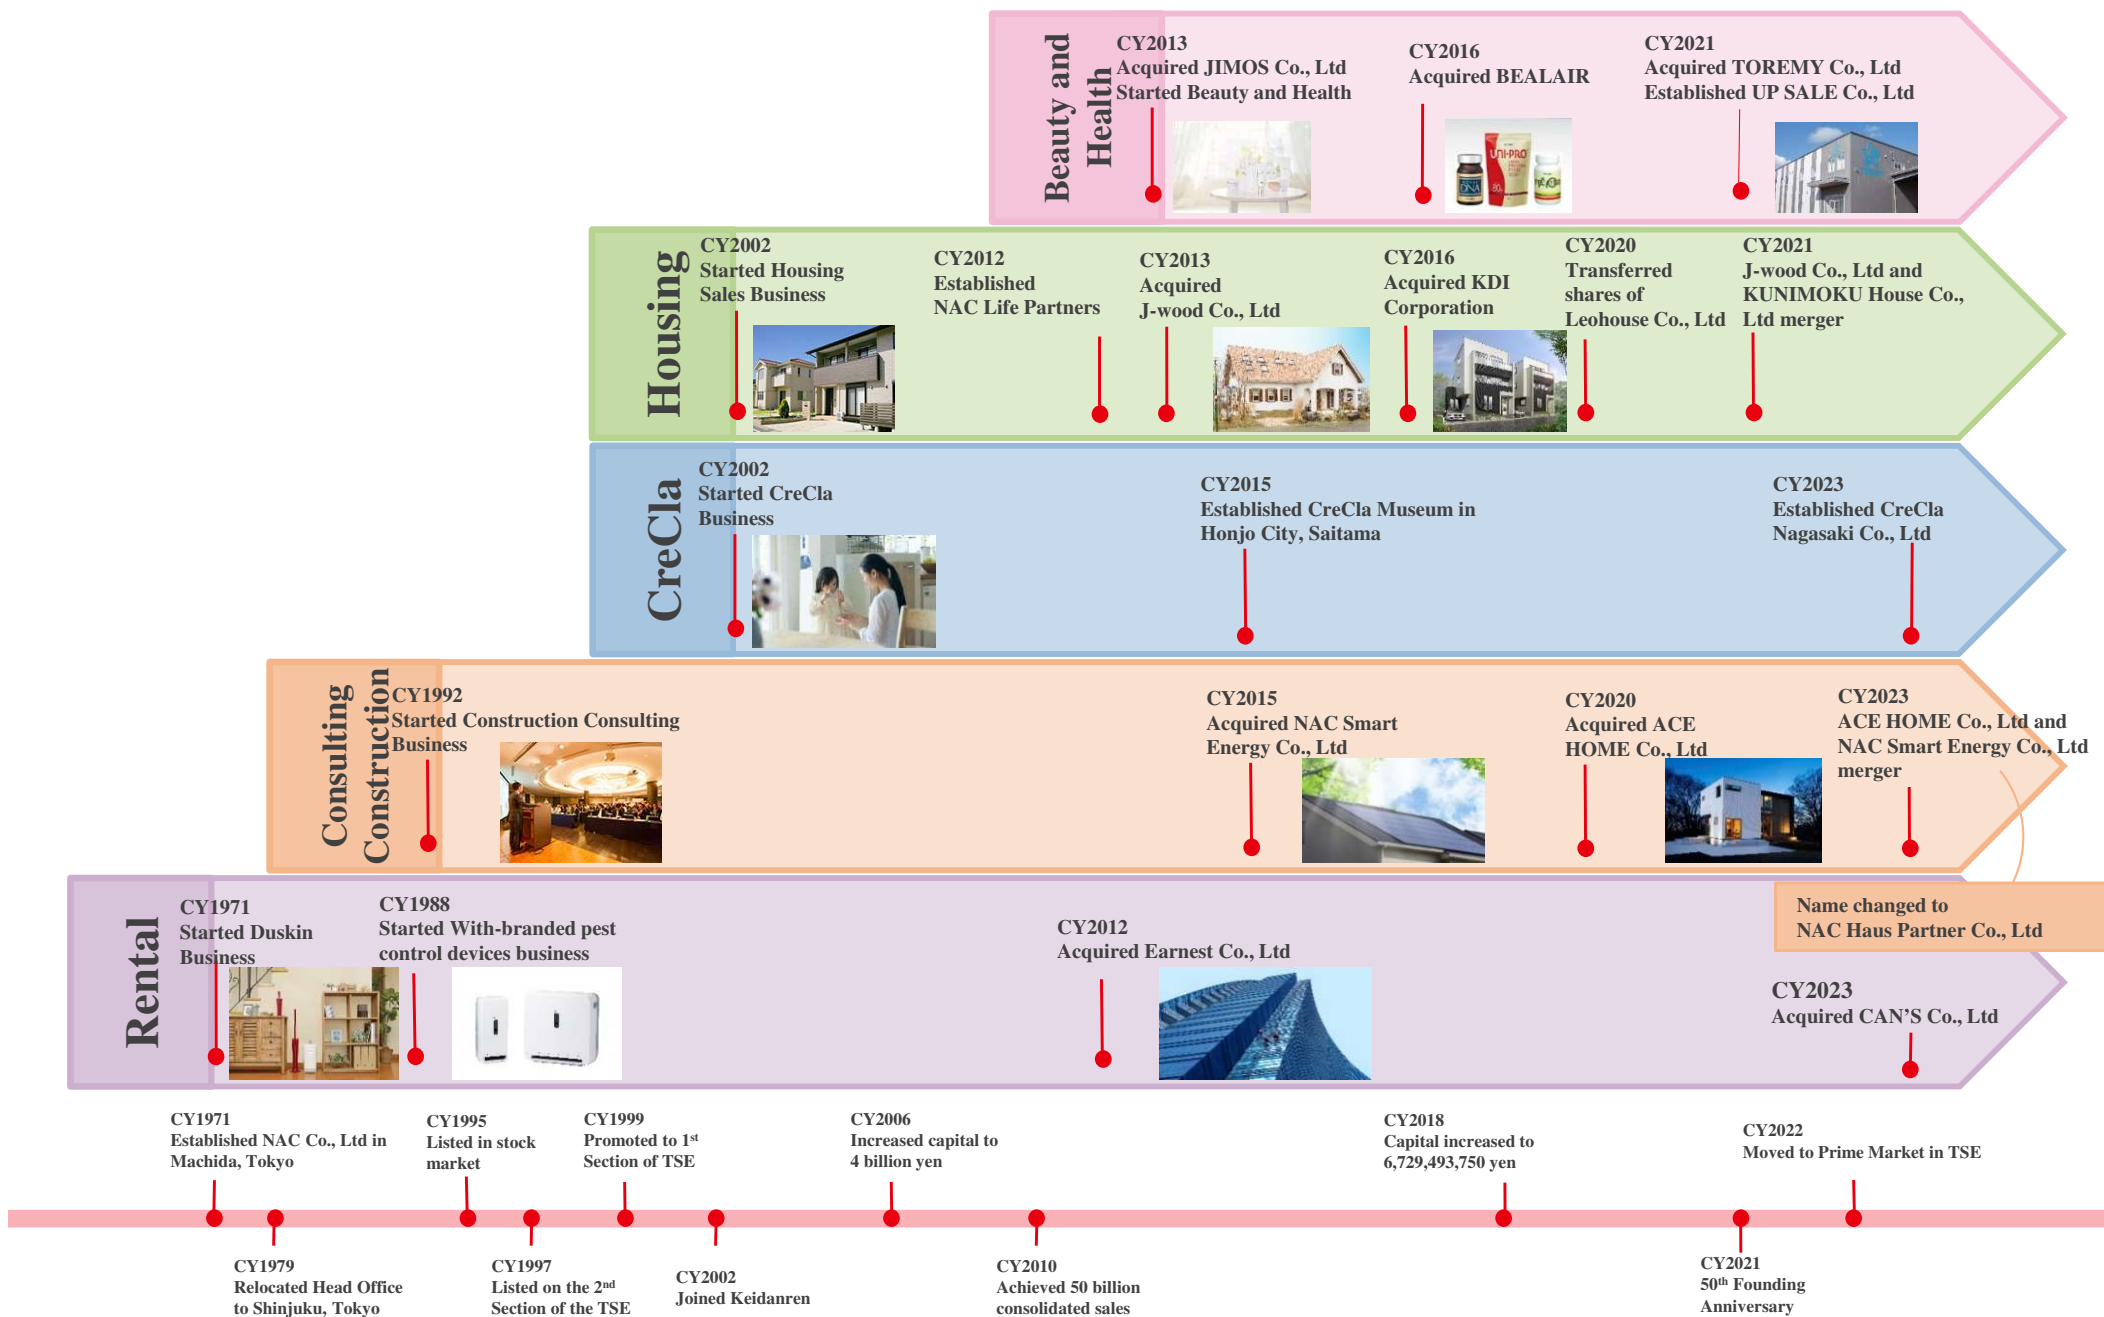 Beauty and
Health
CY2013
Acquired JIMOS Co., Ltd
Started Beauty and Health
CY2016
Acquired BEALAIR
UNI-PRO
DNA
CY2021
Acquired TOREMY Co., Ltd
Established UP SALE Co., Ltd
Housing
CY2002
Started Housing
Sales Business
CY2012
Established
NAC Life Partners
CY2013
Acquired
J-wood Co., Ltd
CY2016
Acquired KDI
Corporation
CY2020
Transferred
shares of
Leohouse Co., Ltd
CY2021
J-wood Co., Ltd and
KUNIMOKU House Co.,
Ltd merger
CreCla
CY2002
Started CreCla
Business
CY2015
Established CreCla Museum in
Honjo City, Saitama
CY2023
Established CreCla
Nagasaki Co., Ltd
Consulting
Construction
CY1992
Started Construction Consulting
Business
CY2015
Acquired NAC Smart
Energy Co., Ltd
CY2020
Acquired ACE
HOME Co., Ltd
CY2023
ACE HOME Co., Ltd and
NAC Smart Energy Co., Ltd
merger
Name changed to
NAC Haus Partner Co., Ltd
Rental
CY1971
Started Duskin
Business
CY1988
Started With-branded pest
control devices business
CY2012
Acquired Earnest Co., Ltd
CY2023
Acquired CAN’S Co., Ltd
CY1971
Established NAC Co., Ltd in
Machida, Tokyo
CY1995
Listed in stock
market
CY1999
Promoted to 1st
Section of TSE
CY2006
Increased capital to
4 billion yen
CY2018
Capital increased to
6,729,493,750 yen
CY2022
Moved to Prime Market in TSE
CY1979
Relocated Head Office
to Shinjuku, Tokyo
CY1997
Listed on the 2nd
Section of the TSE
CY2002
Joined Keidanren
CY2010
Achieved 50 billion
consolidated sales
CY2021
50th Founding
Anniversary